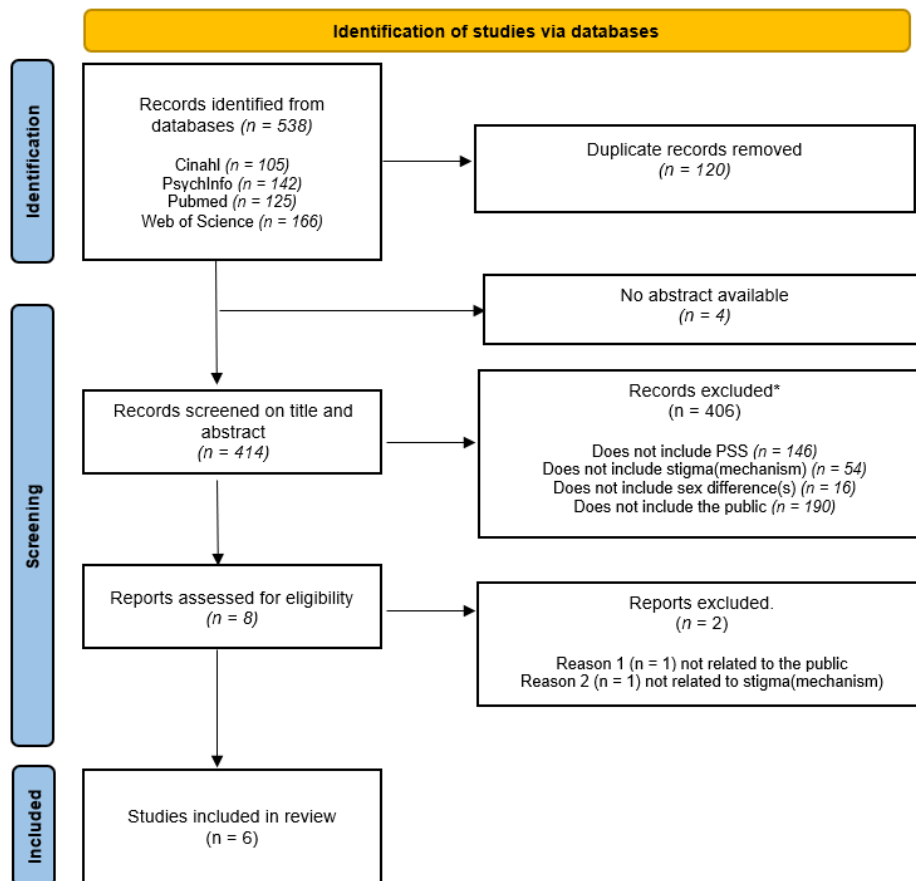 Identification of studies via databases
Identification
Records identified from
databases (n = 538)
Cinahl (n = 105)
PsychInfo (n = 142)
Pubmed (n = 125)
Web of Science (n = 166)
Duplicate records removed
(n = 120)
No abstract available
(n = 4)
Screening
Records screened on title and
abstract
(n = 414)
Records excluded*
(n = 406)
Does not include PSS (n = 146)
Does not include stigma(mechanism) (n = 54)
Does not include sex difference(s) (n = 16)
Does not include the public (n = 190)
Reports assessed for eligibility
(n = 8)
Reports excluded.
(n = 2)
Reason 1 (n = 1) not related to the public
Reason 2 (n = 1) not related to stigma(mechanism)
Included
Studies included in review
(n = 6)